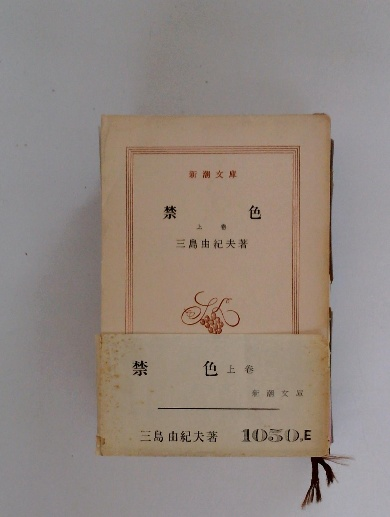 新潮文庫
禁色
上巻
三島由紀夫著
禁色 上巻
新潮文庫
三島由紀夫著 1050.E